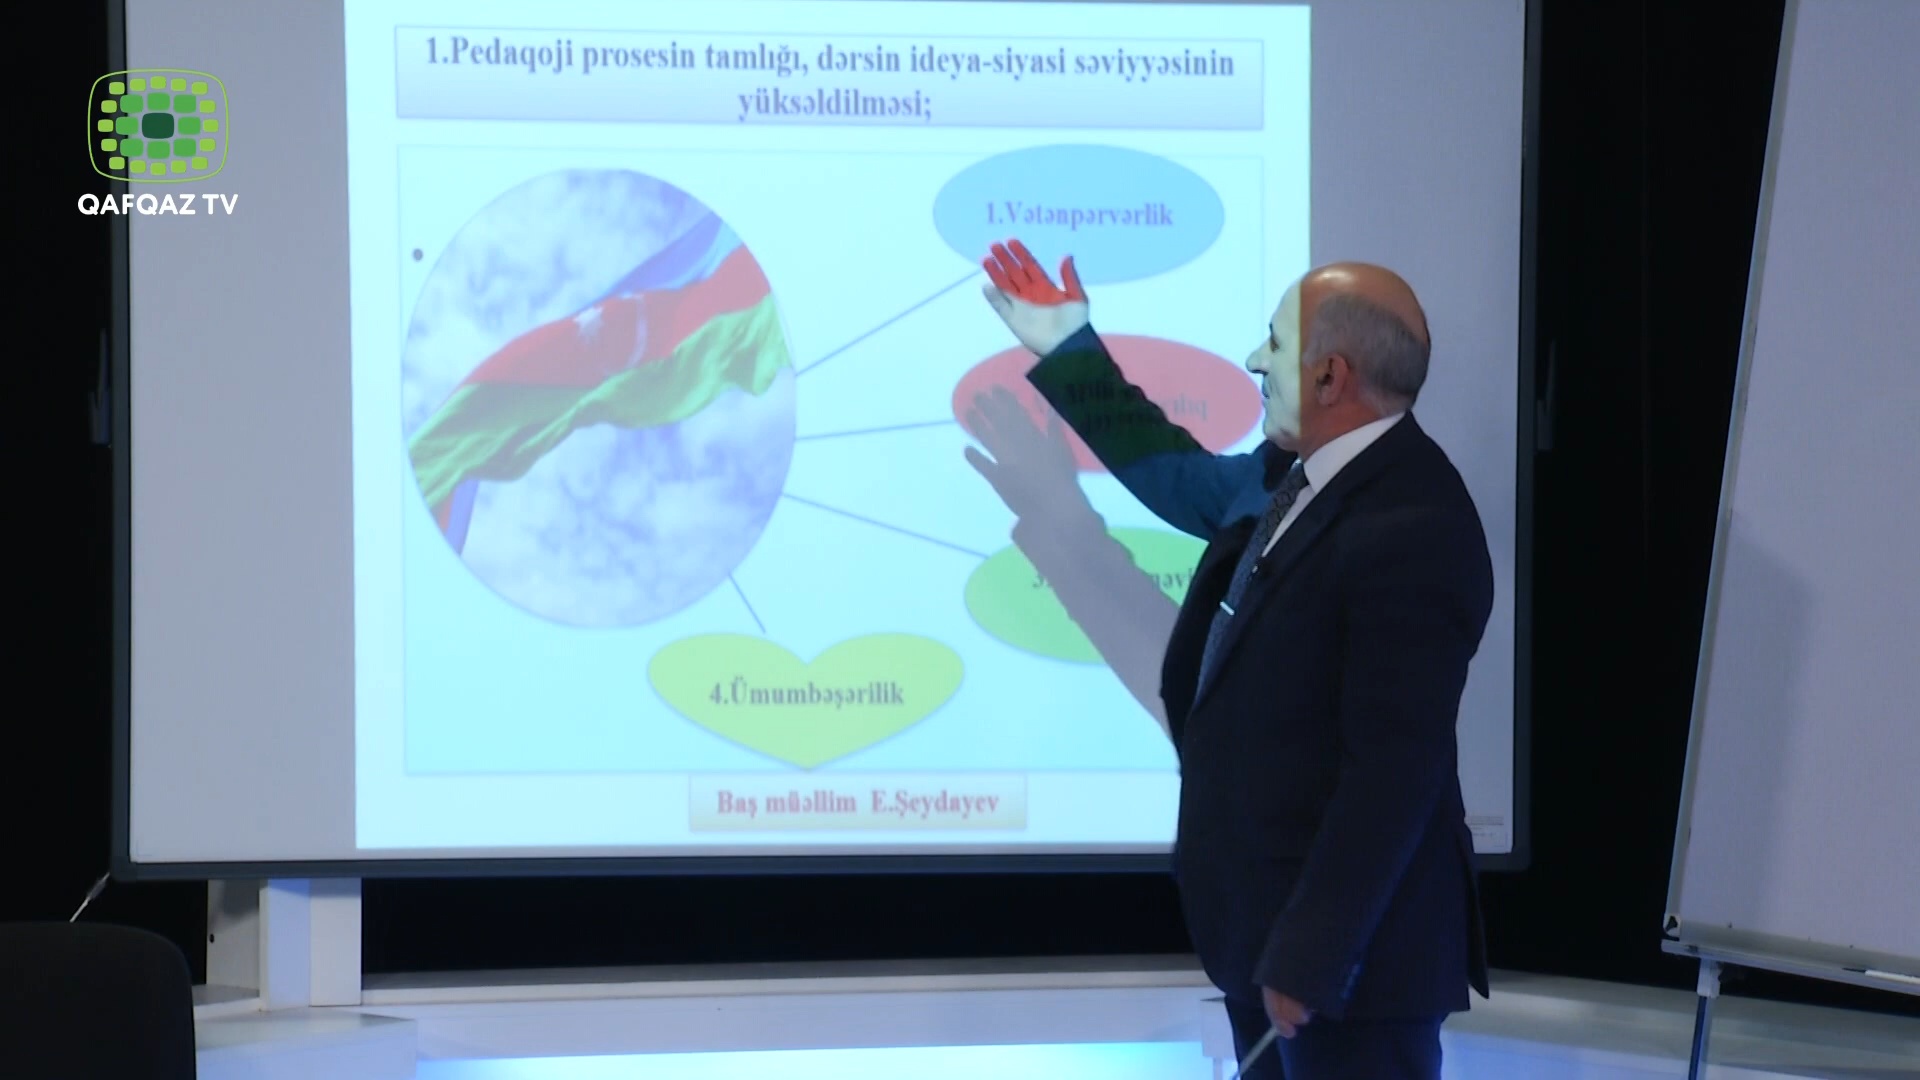 QAFQAZ TV
1.Pedaqoji prosesin tamlığı, dərsin ideya-siyasi səviyyəsinin
yüksəldilməsi;
1.Vətənpərvərlik
4.Ümumbəşərilik
Baş müəllim E.Şeydayev